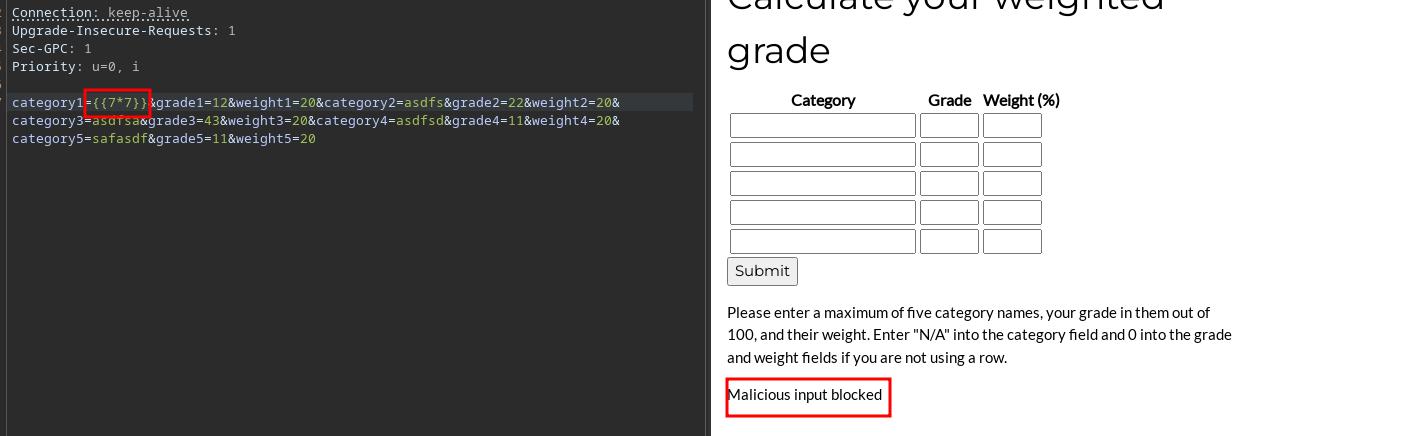 Connection: keep-alive
Upgrade-Insecure-Requests: 1
Sec-GPC: 1
Priority: u=0, i
category1={{7*7}}&grade1=12&weight1=20&category2=asdfs&grade2=22&weight2=20&
category3=asdfsa&grade3=43&weight3=20&category4=asdfsd&grade4=11&weight4=20&
category5=safasdf&grade5=11&weight5=20
Calculate your weighted
grade
Category Grade Weight (%)
Submit
Please enter a maximum of five category names, your grade in them out of
100, and their weight. Enter "N/A" into the category field and 0 into the grade
and weight fields if you are not using a row.
Malicious input blocked